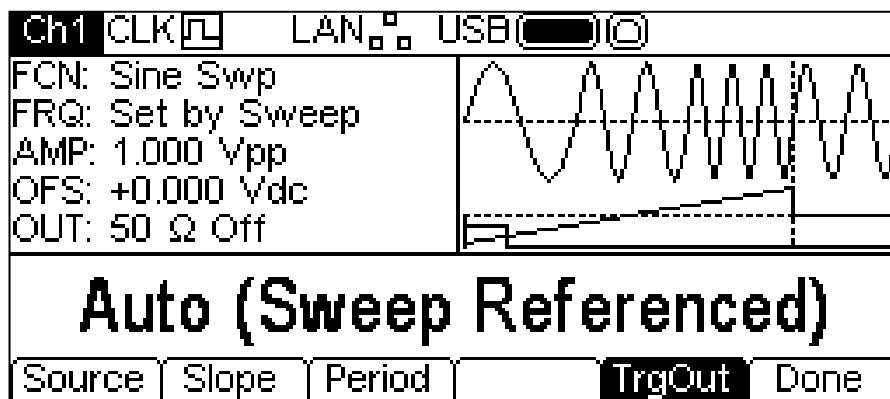 Ch1 CLK LAN USB
FCN: Sine Swp
FRQ: Set by Sweep
AMP: 1.000 Vpp
OFS: +0.000 Vdc
OUT: 50 Ω Off
Auto (Sweep Referenced)
Source Slope Period TrgOut Done